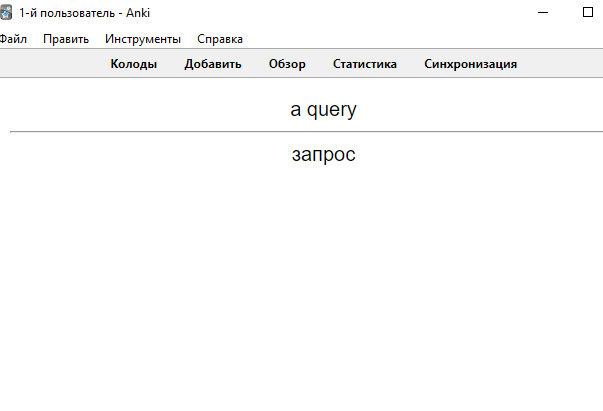 1-й пользователь - Anki
Файл Править Инструменты Справка
Колоды Добавить Обзор Статистика Синхронизация
a query
запрос